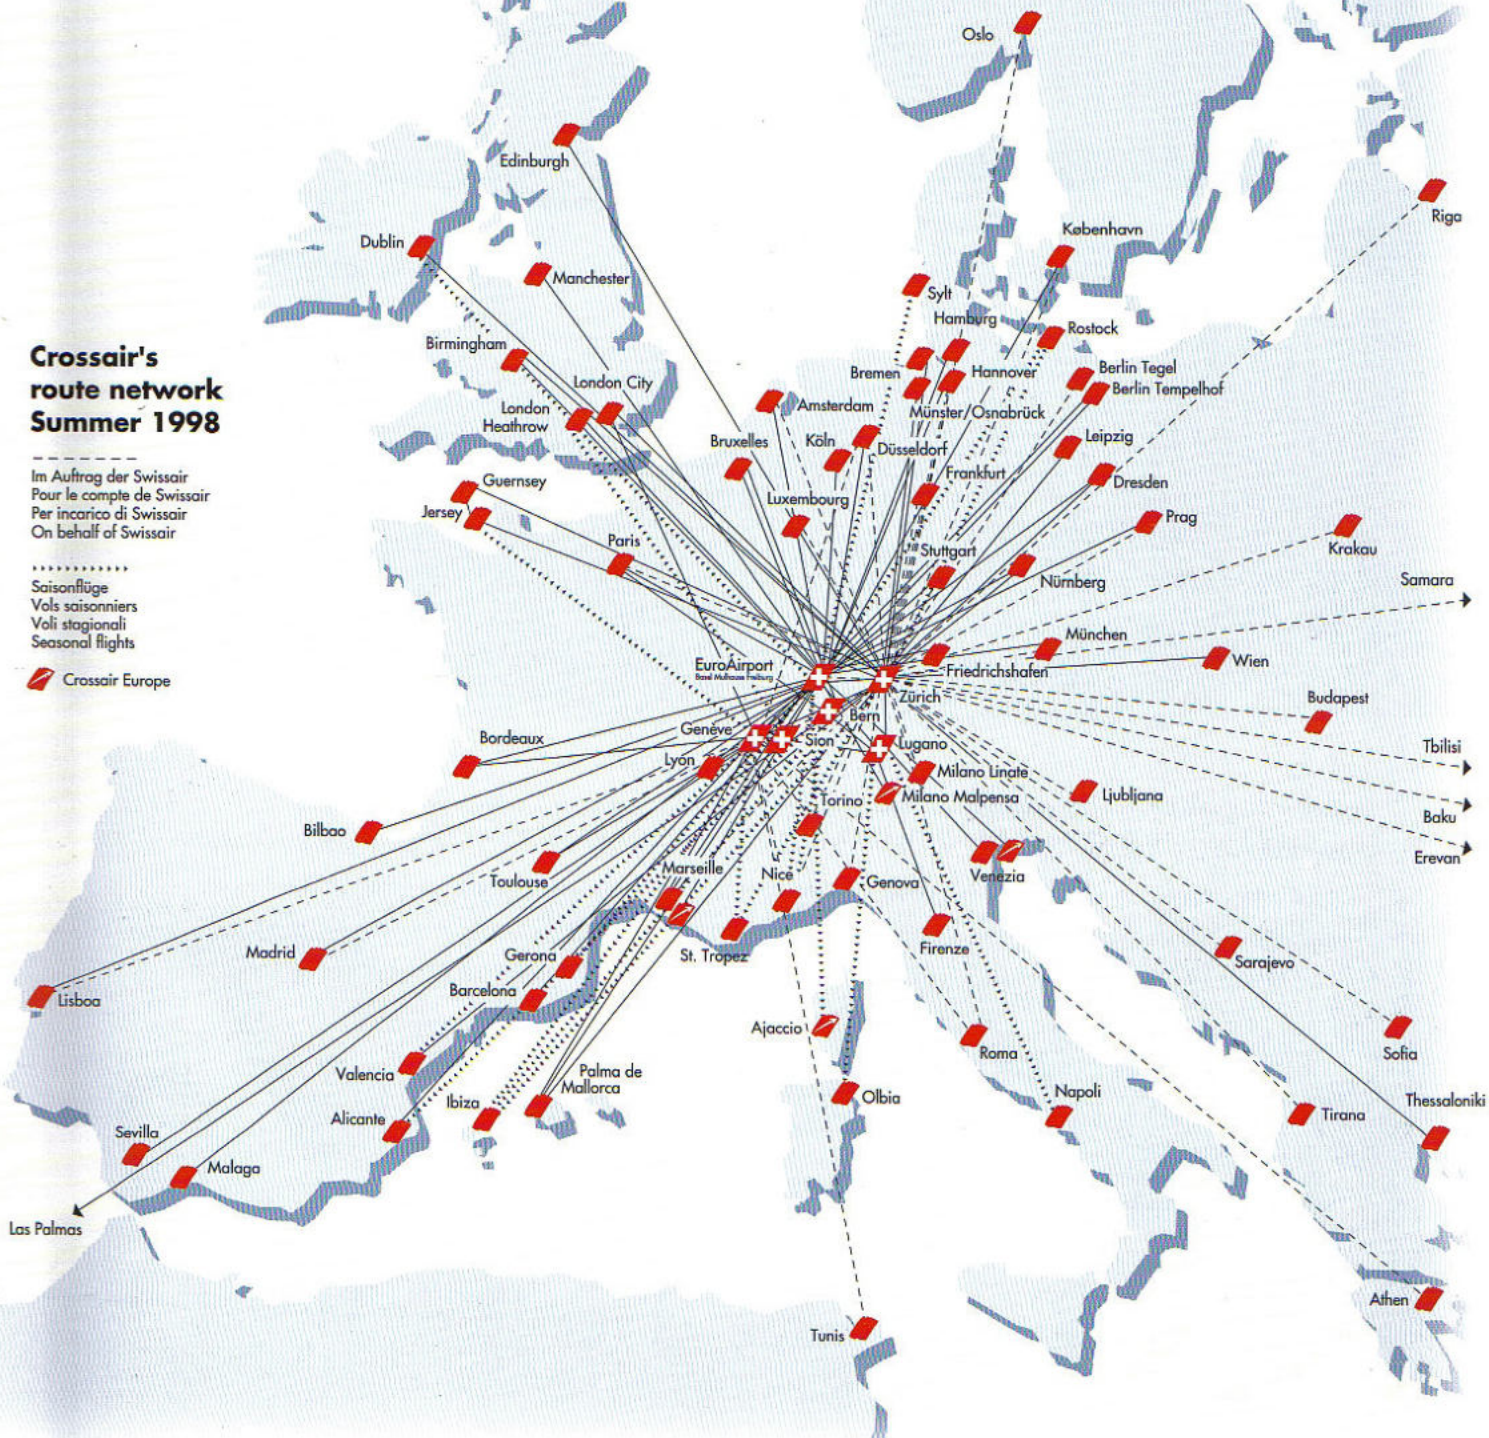 Oslo
Edinburgh
Riga
København
Dublin
Manchester
Sylt
Hamburg
Rostock
Crossair's
route network
Summer 1998
Birmingham
London City
Bremen
Hannover
Berlin Tegel
Berlin Tempelhof
London
Heathrow
Amsterdam
Münster/Osnabrück
Bruxelles
Köln
Düsseldorf
Leipzig
Im Auftrag der Swissair
Pour le compte de Swissair
Per incarico di Swissair
On behalf of Swissair
Guernsey
Jersey
Luxembourg
Frankfurt
Dresden
Prag
Paris
Stuttgart
Nürnberg
Krakau
Samara
Saisonflüge
Vols saisonniers
Voli stagionali
Seasonal flights
Crossair Europe
EuroAirport
Basel Mulhouse Freiburg
München
Friedrichshafen
Wien
Zürich
Budapest
Bern
Genève
Sion
Lugano
Bordeaux
Lyon
Tbilisi
Milano Linate
Milano Malpensa
Torino
Ljubljana
Baku
Bilbao
Erevan
Toulouse
Marseille
Nice
Genova
Venezia
Madrid
Gerona
St. Tropez
Firenze
Sarajevo
Barcelona
Lisboa
Ajaccio
Roma
Sofia
Valencia
Palma de
Mallorca
Ibiza
Alicante
Olbia
Napoli
Tirana
Thessaloniki
Sevilla
Malaga
Las Palmas
Athen
Tunis